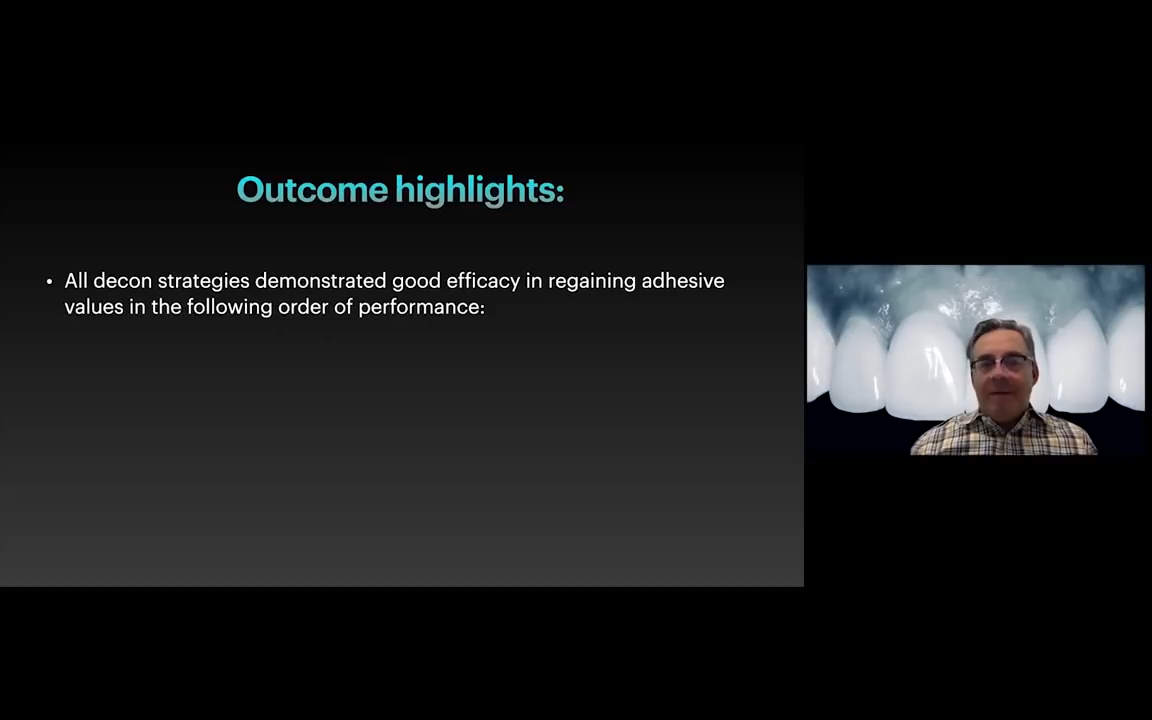 Outcome highlights:
• All decon strategies demonstrated good efficacy in regaining adhesive
values in the following order of performance: